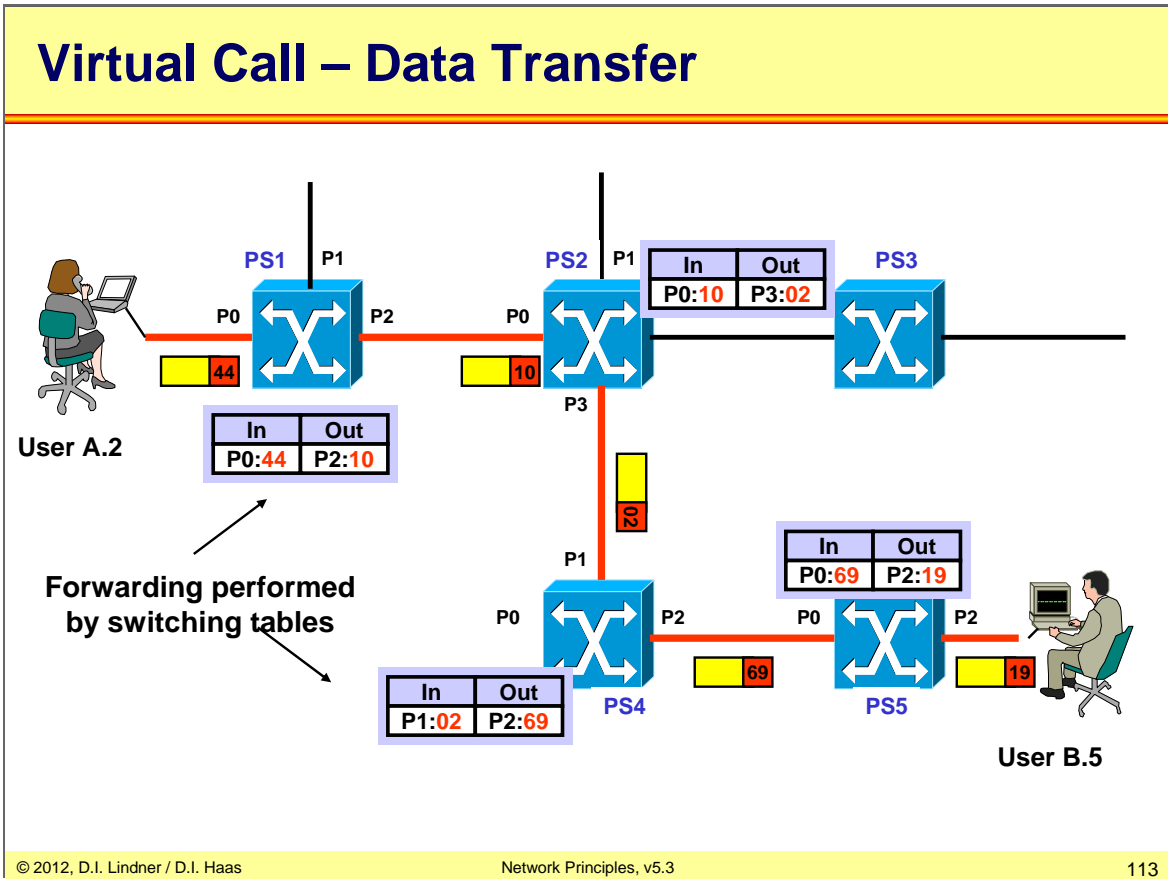 Virtual Call – Data Transfer
PS1
P1
PS2
P1
In Out
P0:10 P3:02
PS3
P0
P2
P0
44
10
P3
User A.2
In Out
P0:44 P2:10
02
P1
In Out
P0:69 P2:19
Forwarding performed
by switching tables
P0
P2
P0
P2
69
19
In Out
P1:02 P2:69
PS4
PS5
User B.5
© 2012, D.I. Lindner / D.I. Haas
Network Principles, v5.3
113